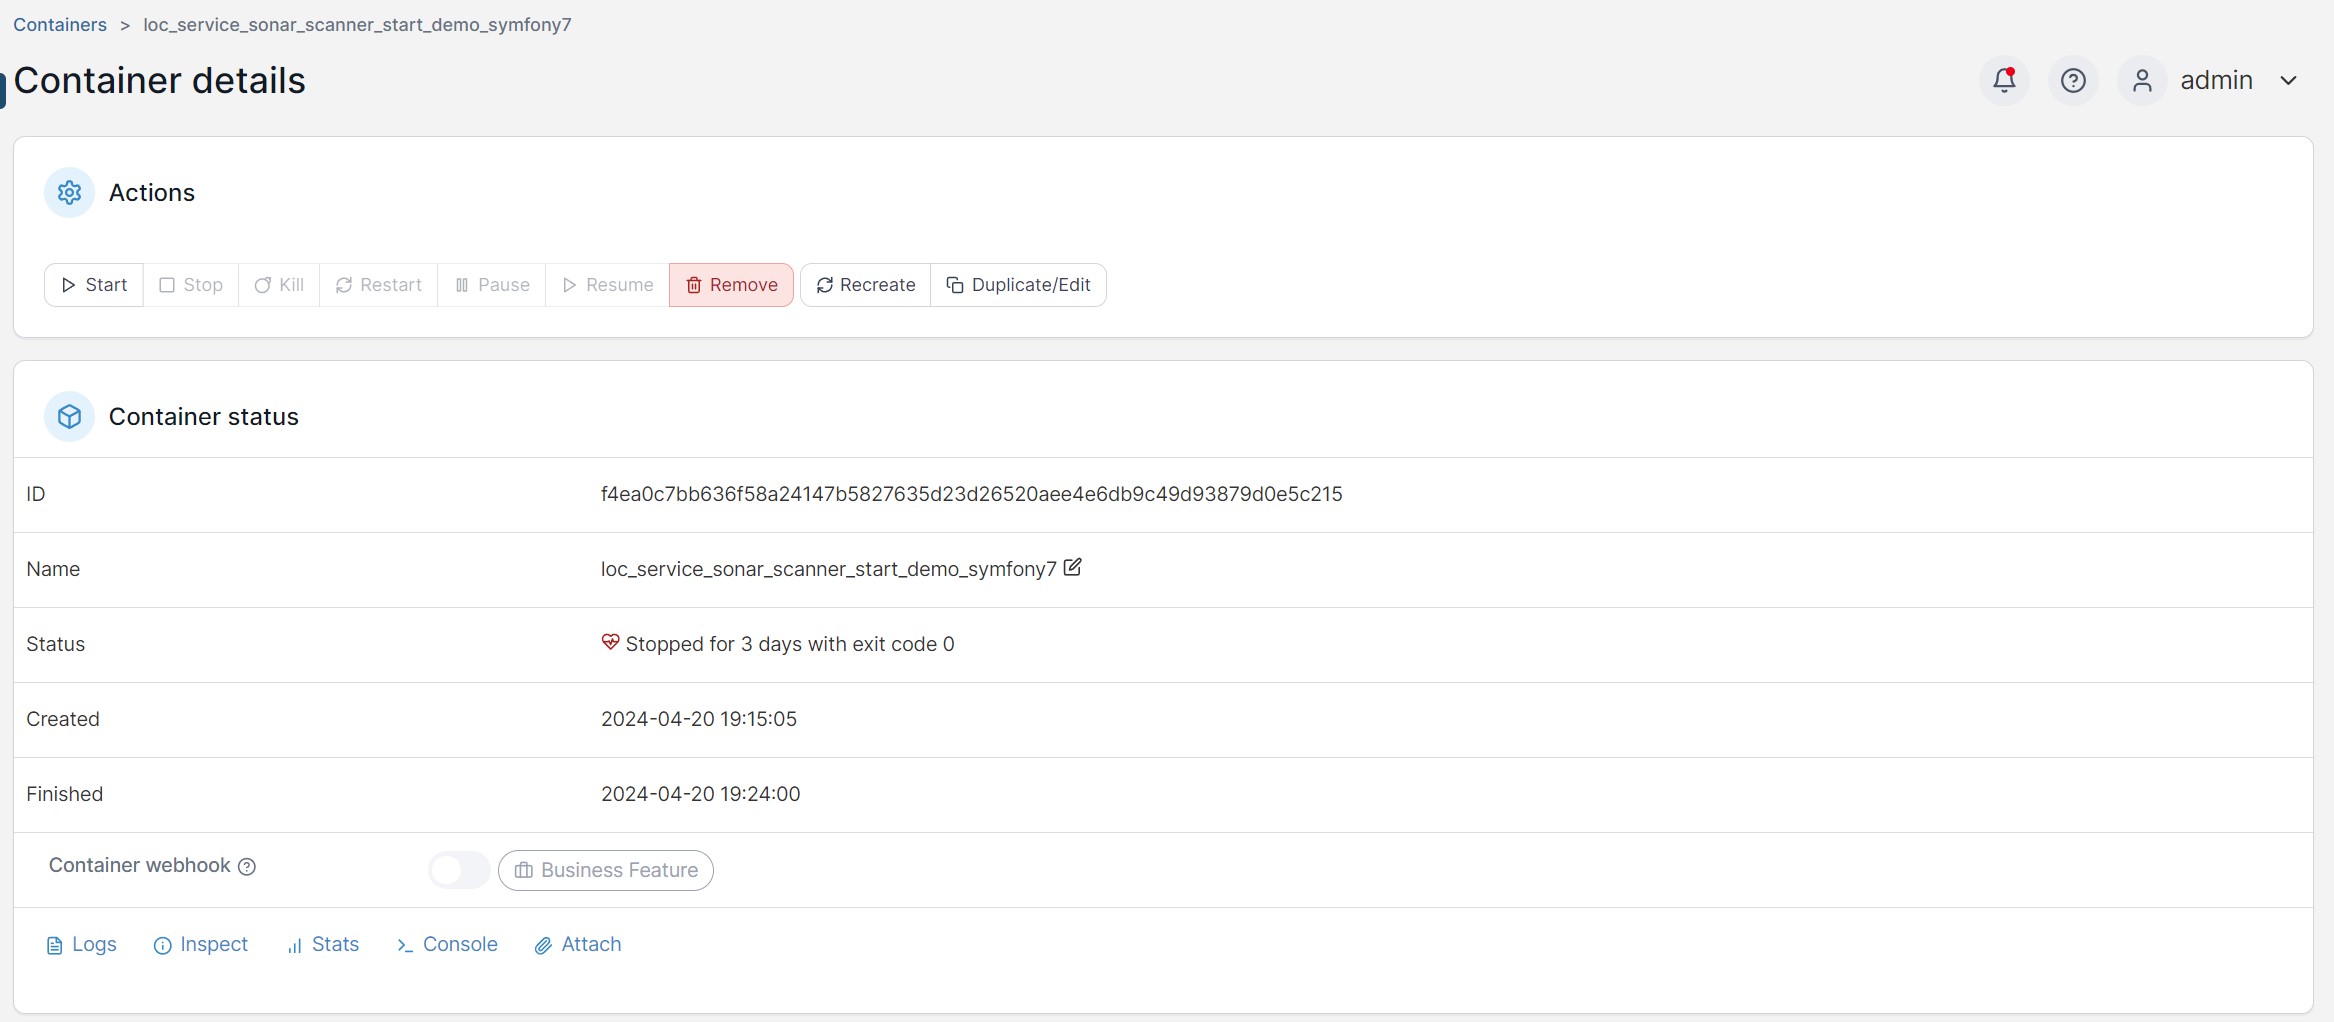 Containers > loc_service_sonar_scanner_start_demo_symfony7
Container details
admin
Actions
Start Stop Kill Restart Pause Resume Remove Recreate Duplicate/Edit
Container status
ID f4ea0c7bb636f58a24147b5827635d23d26520aee4e6db9c49d93879d0e5c215
Name loc_service_sonar_scanner_start_demo_symfony7
Status Stopped for 3 days with exit code 0
Created 2024-04-20 19:15:05
Finished 2024-04-20 19:24:00
Container webhook Business Feature
Logs Inspect Stats Console Attach